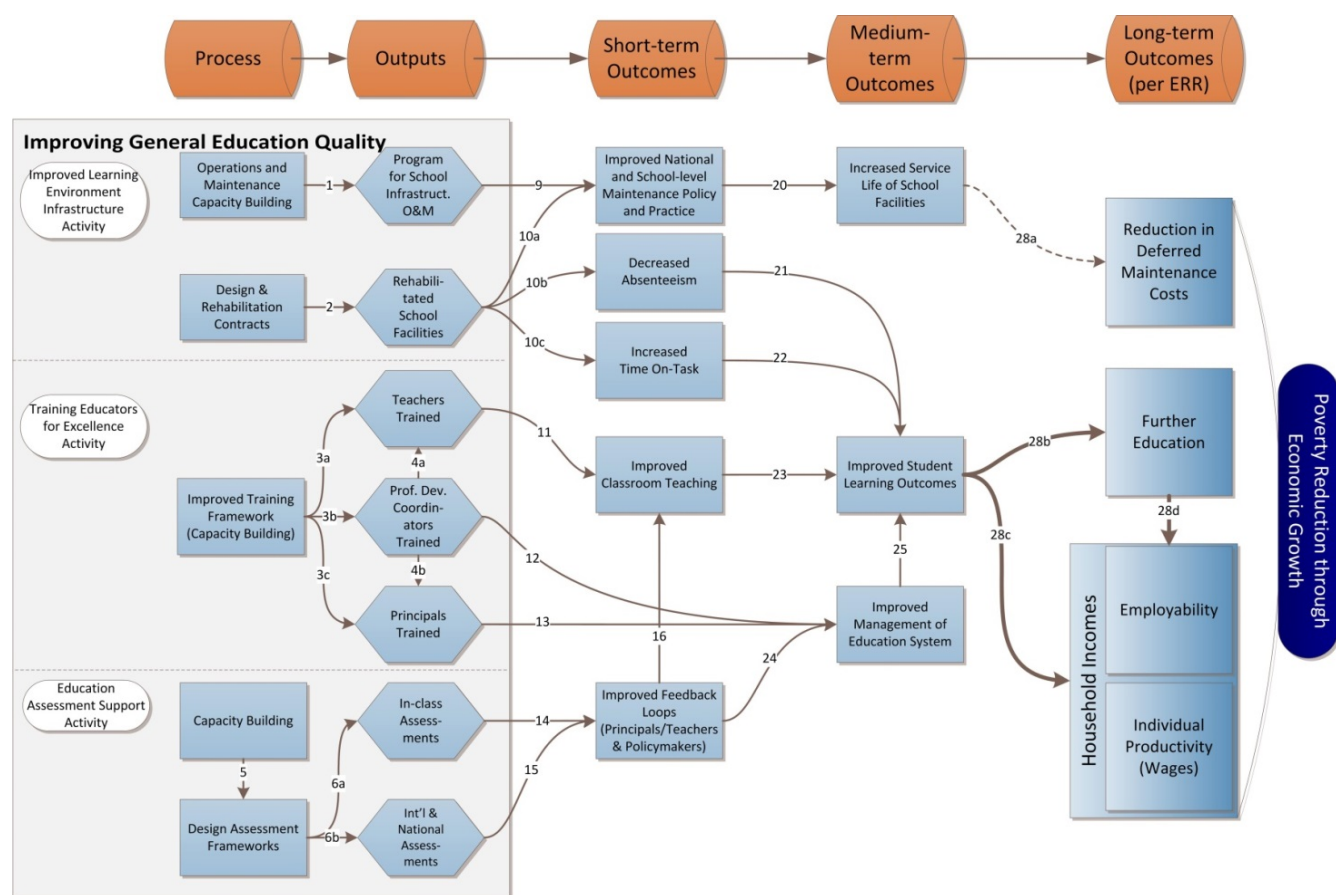 Process
Outputs
Short-term
Outcomes
Medium-
term
Outcomes
Long-term
Outcomes
(per ERR)
Improving General Education Quality
Improved Learning
Environment
Infrastructure
Activity
Operations and
Maintenance
Capacity Building
1
Program
for School
Infrastruct.
O&M
9
Improved National
and School-level
Maintenance Policy
and Practice
20
Increased Service
Life of School
Facilities
28a
Reduction in
Deferred
Maintenance
Costs
Design &
Rehabilitation
Contracts
2
Rehabili-
tated
School
Facilities
10a
10b
10c
Decreased
Absenteeism
21
Increased
Time On-Task
22
Training Educators
for Excellence
Activity
Improved Training
Framework
(Capacity Building)
3a
3b
3c
Teachers
Trained
4a
Prof. Dev.
Coordin-
ators
Trained
4b
Principals
Trained
11
12
13
Improved
Classroom Teaching
23
Improved Student
Learning Outcomes
25
Improved
Management of
Education System
28b
28c
Further
Education
28d
Household Incomes
Employability
Individual
Productivity
(Wages)
Poverty Reduction through
Economic Growth
Education
Assessment Support
Activity
Capacity Building
5
Design Assessment
Frameworks
6a
6b
In-class
Assess-
ments
Int'l &
National
Assess-
ments
14
15
16
Improved Feedback
Loops
(Principals/Teachers
& Policymakers)
24